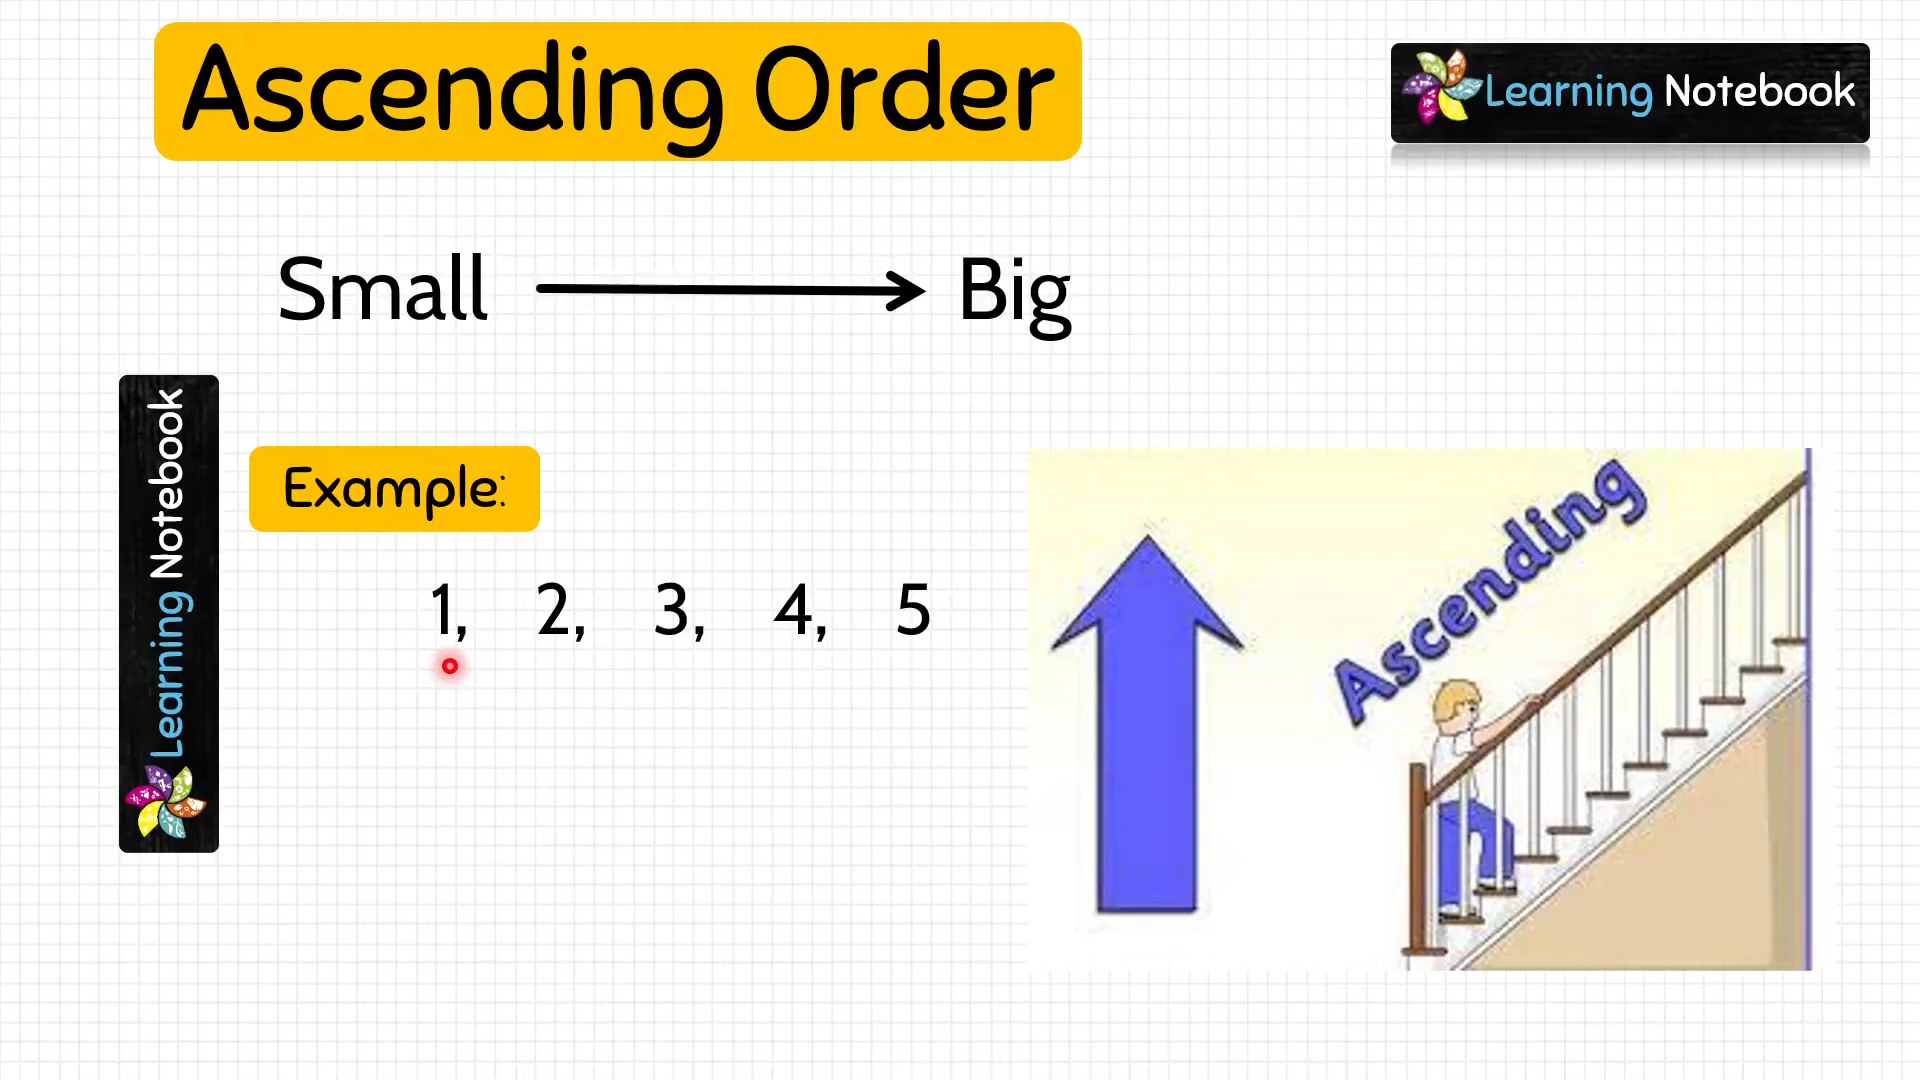 Ascending Order
Learning Notebook
Small
Big
Learning Notebook
Example:
1, 2, 3, 4, 5
Ascending